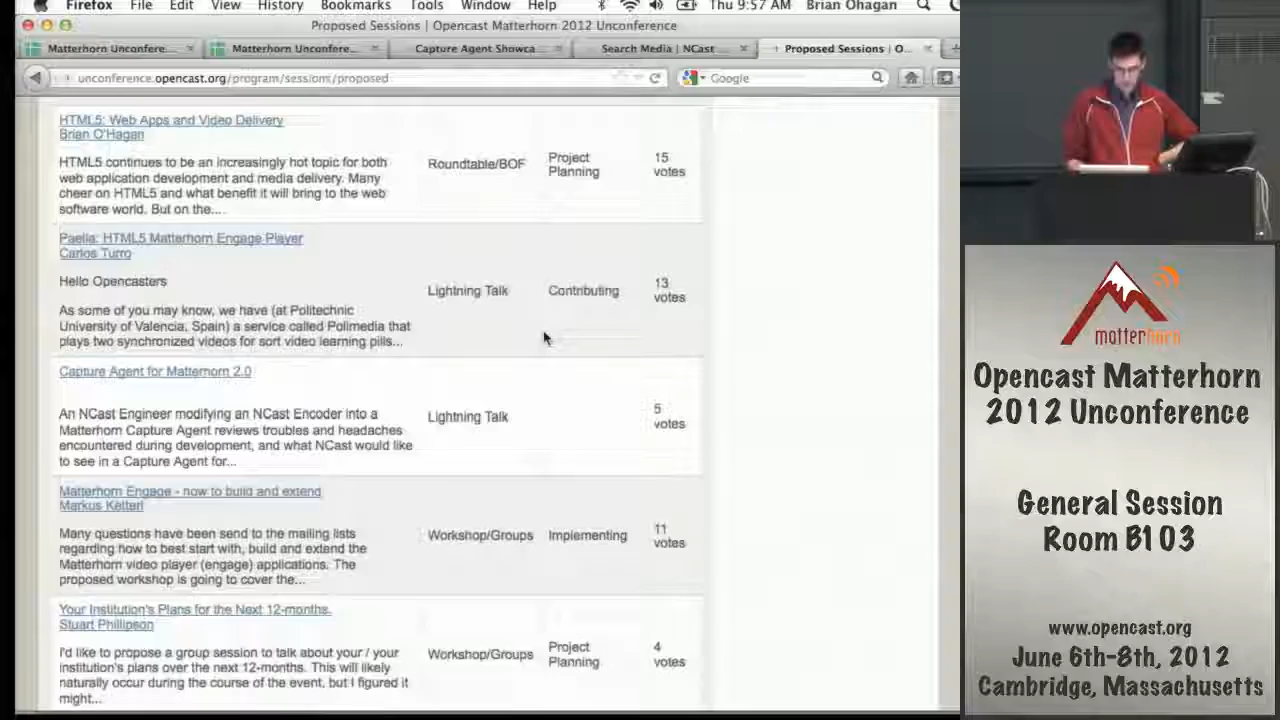 Firefox File Edit View History Bookmarks Tools Window Help Thu 9:57 AM Brian Ohagan
Proposed Sessions | Opencast Matterhorn 2012 Unconference
Matterhorn Unconfere... Matterhorn Unconfere... Capture Agent Showca Search Media | NCast Proposed Sessions | O...
unconference.opencast.org/program/sessions/proposed Google
HTML5: Web Apps and Video Delivery
Brian O'Hagan
HTML5 continues to be an increasingly hot topic for both
web application development and media delivery. Many
cheer on HTML5 and what benefit it will bring to the web
software world. But on the....
Roundtable/BOF
Project
Planning
15
votes
Paella: HTML5 Matterhorn Engage Player
Carlos Turro
Hello Opencasters
As some of you may know, we have (at Politechnic
University of Valencia, Spain) a service called Polimedia that
plays two synchronized videos for sort video learning pills...
Lightning Talk
Contributing
13
votes
Capture Agent for Matterhorn 2.0
An NCast Engineer modifying an NCast Encoder into a
Matterhorn Capture Agent reviews troubles and headaches
encountered during development, and what NCast would like
to see in a Capture Agent for...
Lightning Talk
5
votes
Matterhorn Engage - how to build and extend
Markus Ketterl
Many questions have been send to the mailing lists
regarding how to best start with, build and extend the
Matterhorn video player (engage) applications. The
proposed workshop is going to cover the...
Workshop/Groups
Implementing
11
votes
Your Institution's Plans for the Next 12-months.
Stuart Phillipson
I'd like to propose a group session to talk about your / your
institution's plans over the next 12-months. This will likely
naturally occur during the course of the event, but I figured it
might...
Workshop/Groups
Project
Planning
4
votes
matterhorn
Opencast Matterhorn
2012 Unconference
General Session
Room B103
www.opencast.org
June 6th-8th, 2012
Cambridge, Massachusetts